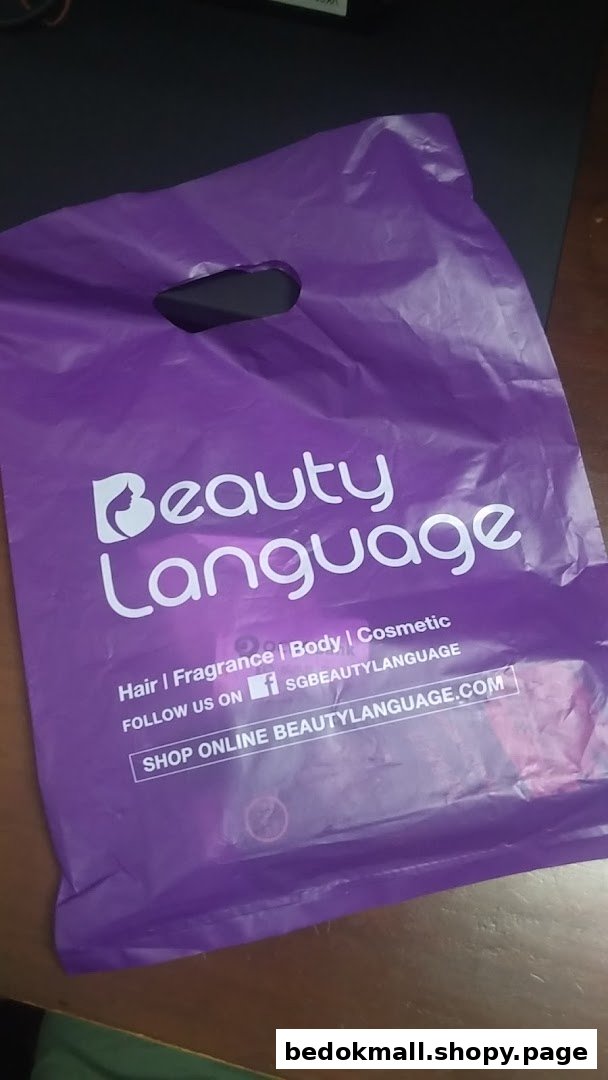 Beauty
Language
Hair | Fragrance | Body | Cosmetic
FOLLOW US ON f SGBEAUTYLANGUAGE
SHOP ONLINE BEAUTYLANGUAGE.COM
bedokmall.shopy.page